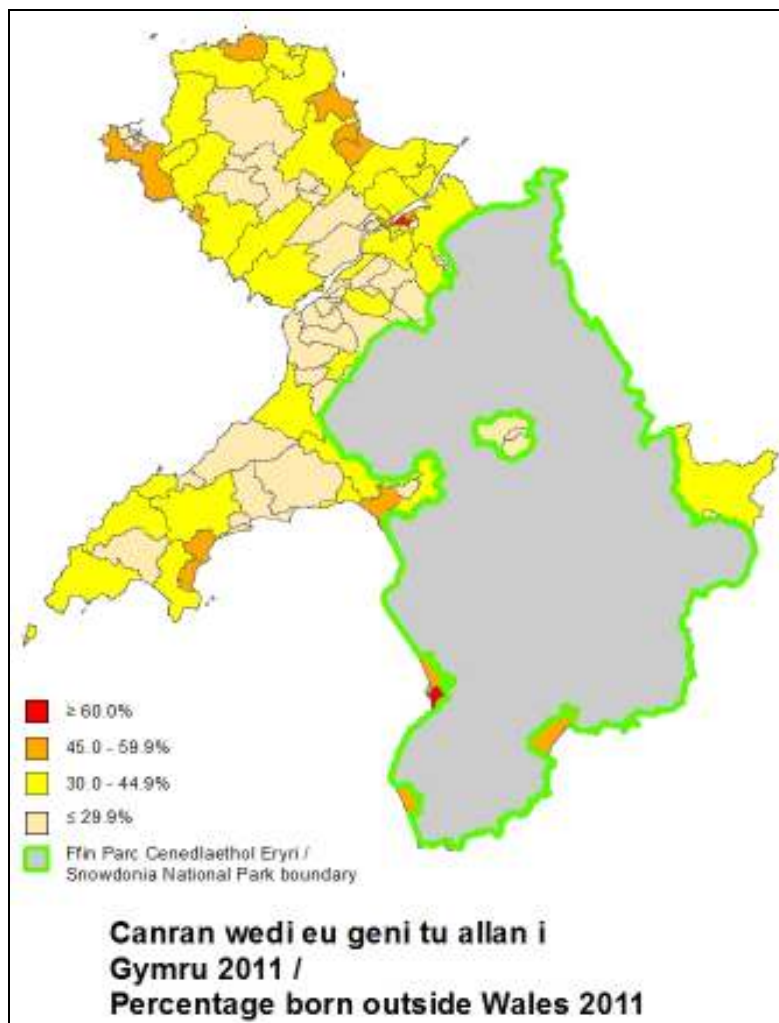 ≥ 60.0%
45.0 - 59.9%
30.0 - 44.9%
≤ 29.9%
Ffin Parc Cenedlaethol Eryri /
Snowdonia National Park boundary
Canran wedi eu geni tu allan i
Gymru 2011 /
Percentage born outside Wales 2011